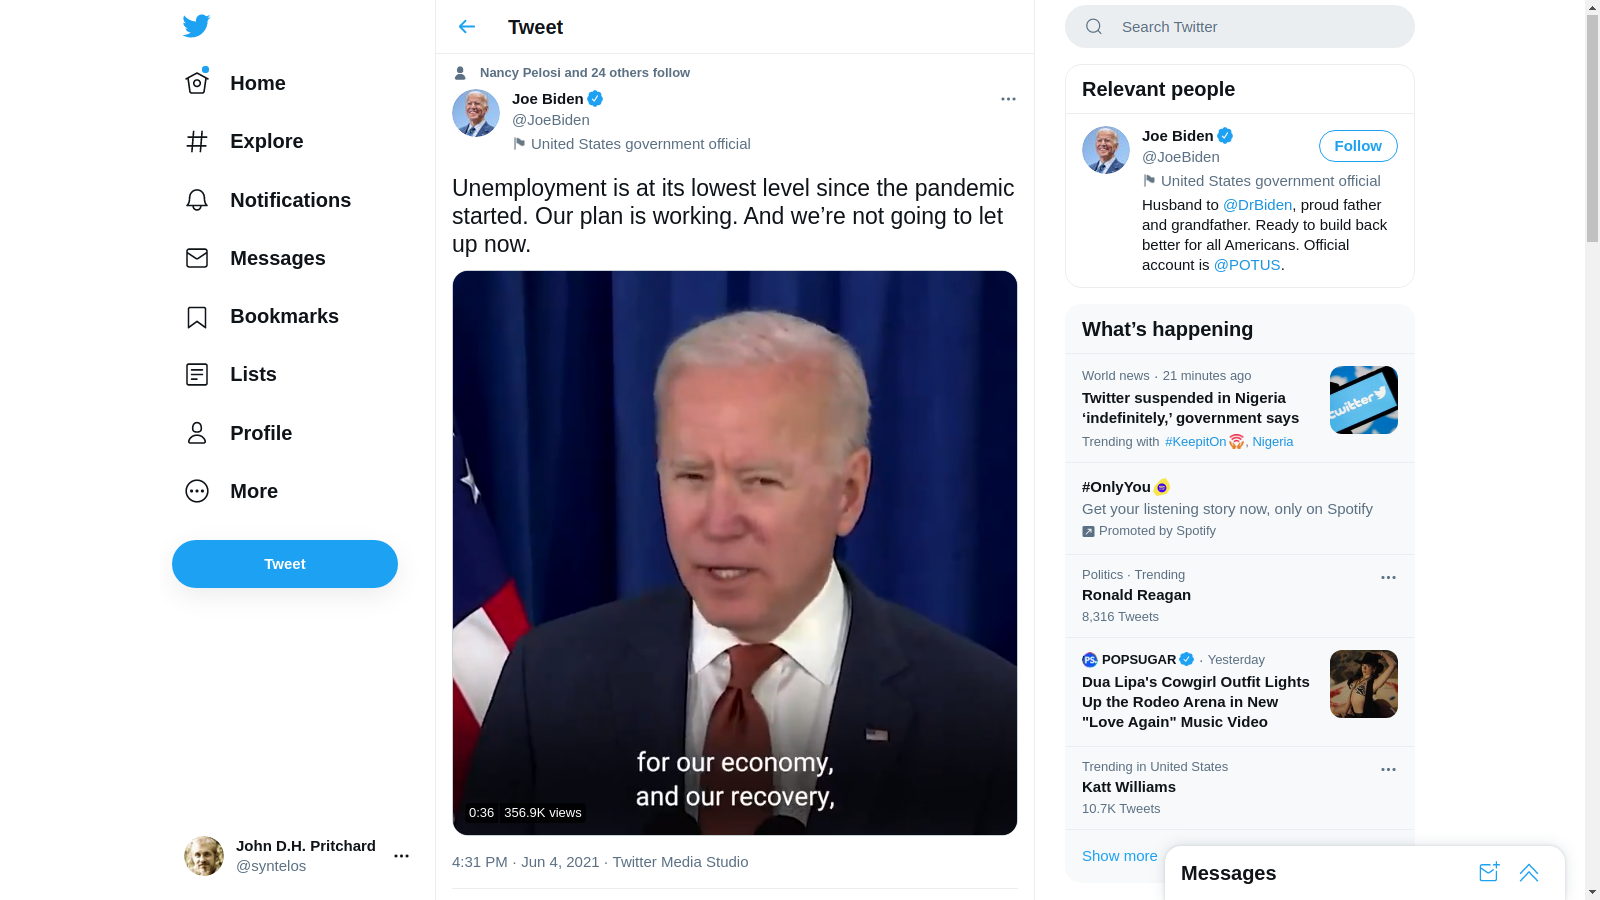 Home
Explore
Notifications
Messages
Bookmarks
Lists
Profile
More
Tweet
John D.H. Pritchard
@syntelos
Tweet
Nancy Pelosi and 24 others follow
Joe Biden
@JoeBiden
United States government official
Unemployment is at its lowest level since the pandemic
started. Our plan is working. And we’re not going to let
up now.
for our economy,
and our recovery,
0:36 356.9K views
4:31 PM · Jun 4, 2021 · Twitter Media Studio
Search Twitter
Relevant people
Joe Biden
@JoeBiden
Follow
United States government official
Husband to @DrBiden, proud father
and grandfather. Ready to build back
better for all Americans. Official
account is @POTUS.
What’s happening
World news · 21 minutes ago
Twitter suspended in Nigeria
‘indefinitely,’ government says
Trending with #KeepitOn, Nigeria
twitter
#OnlyYou
Get your listening story now, only on Spotify
Promoted by Spotify
Politics · Trending
Ronald Reagan
8,316 Tweets
PS. POPSUGAR · Yesterday
Dua Lipa's Cowgirl Outfit Lights
Up the Rodeo Arena in New
"Love Again" Music Video
Trending in United States
Katt Williams
10.7K Tweets
Show more
Messages